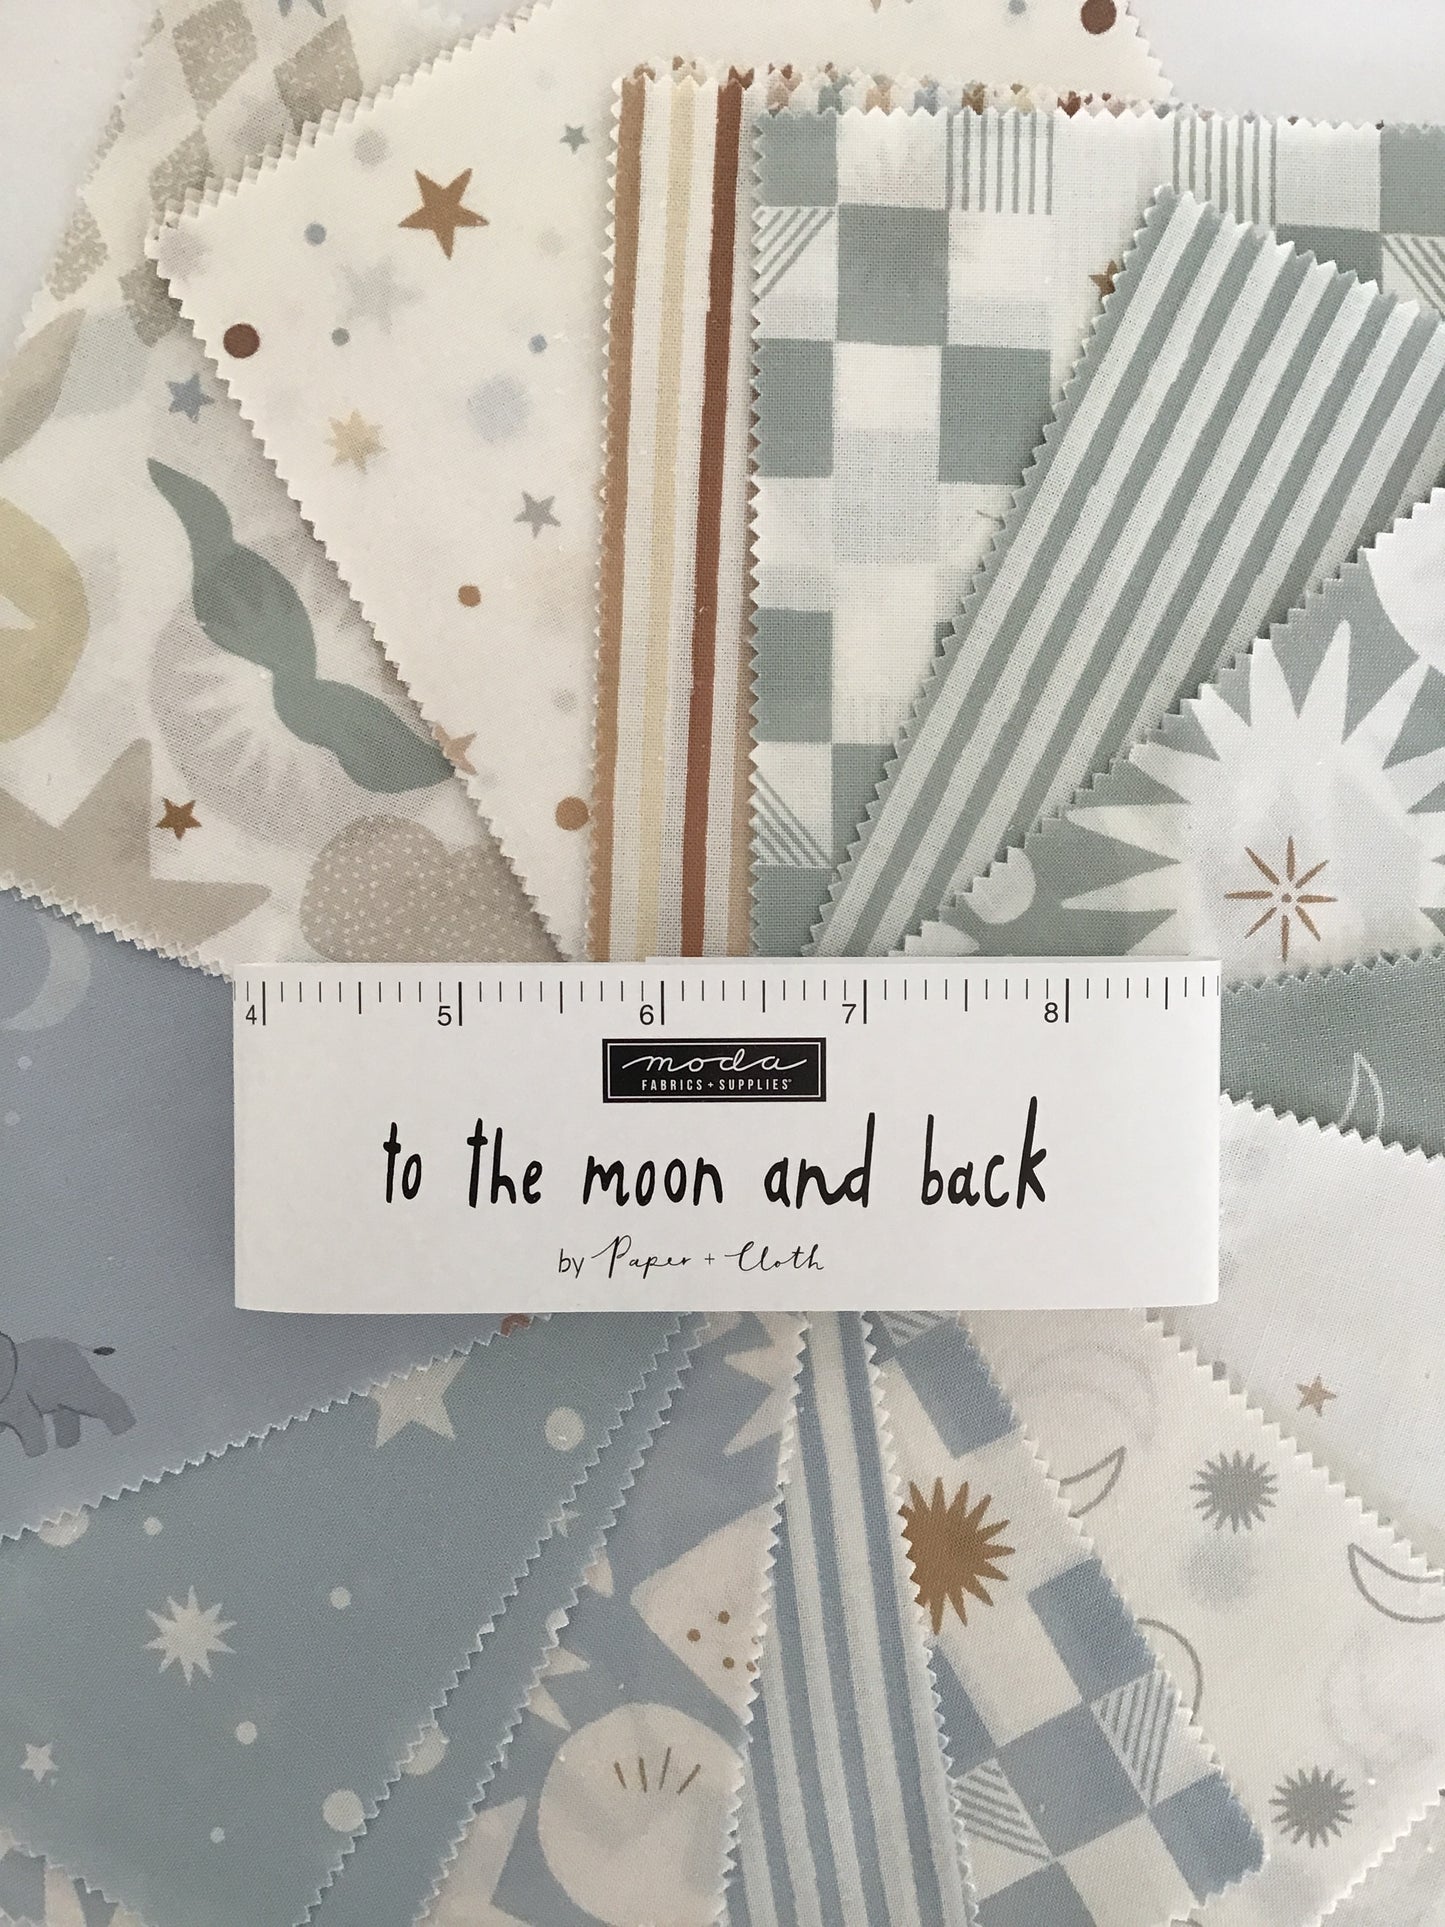 4 5 6 7 8
moda
FABRICS + SUPPLIES
to the moon and back
by Paper + Cloth